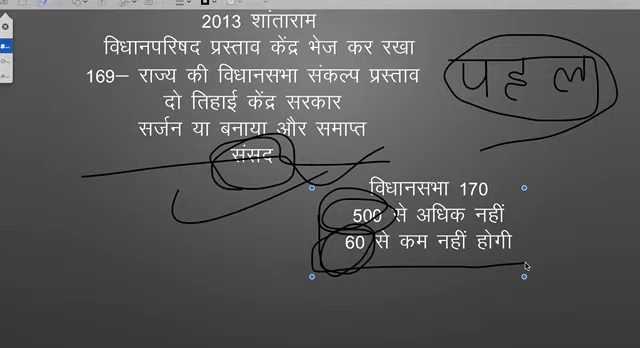 2013 शांताराम
विधानपरिषद प्रस्ताव केंद्र भेज कर रखा
169– राज्य की विधानसभा संकल्प प्रस्ताव
दो तिहाई केंद्र सरकार
सर्जन या बनाया और समाप्त
संसद
पहल
विधानसभा 170
500 से अधिक नहीं
60 से कम नहीं होगी